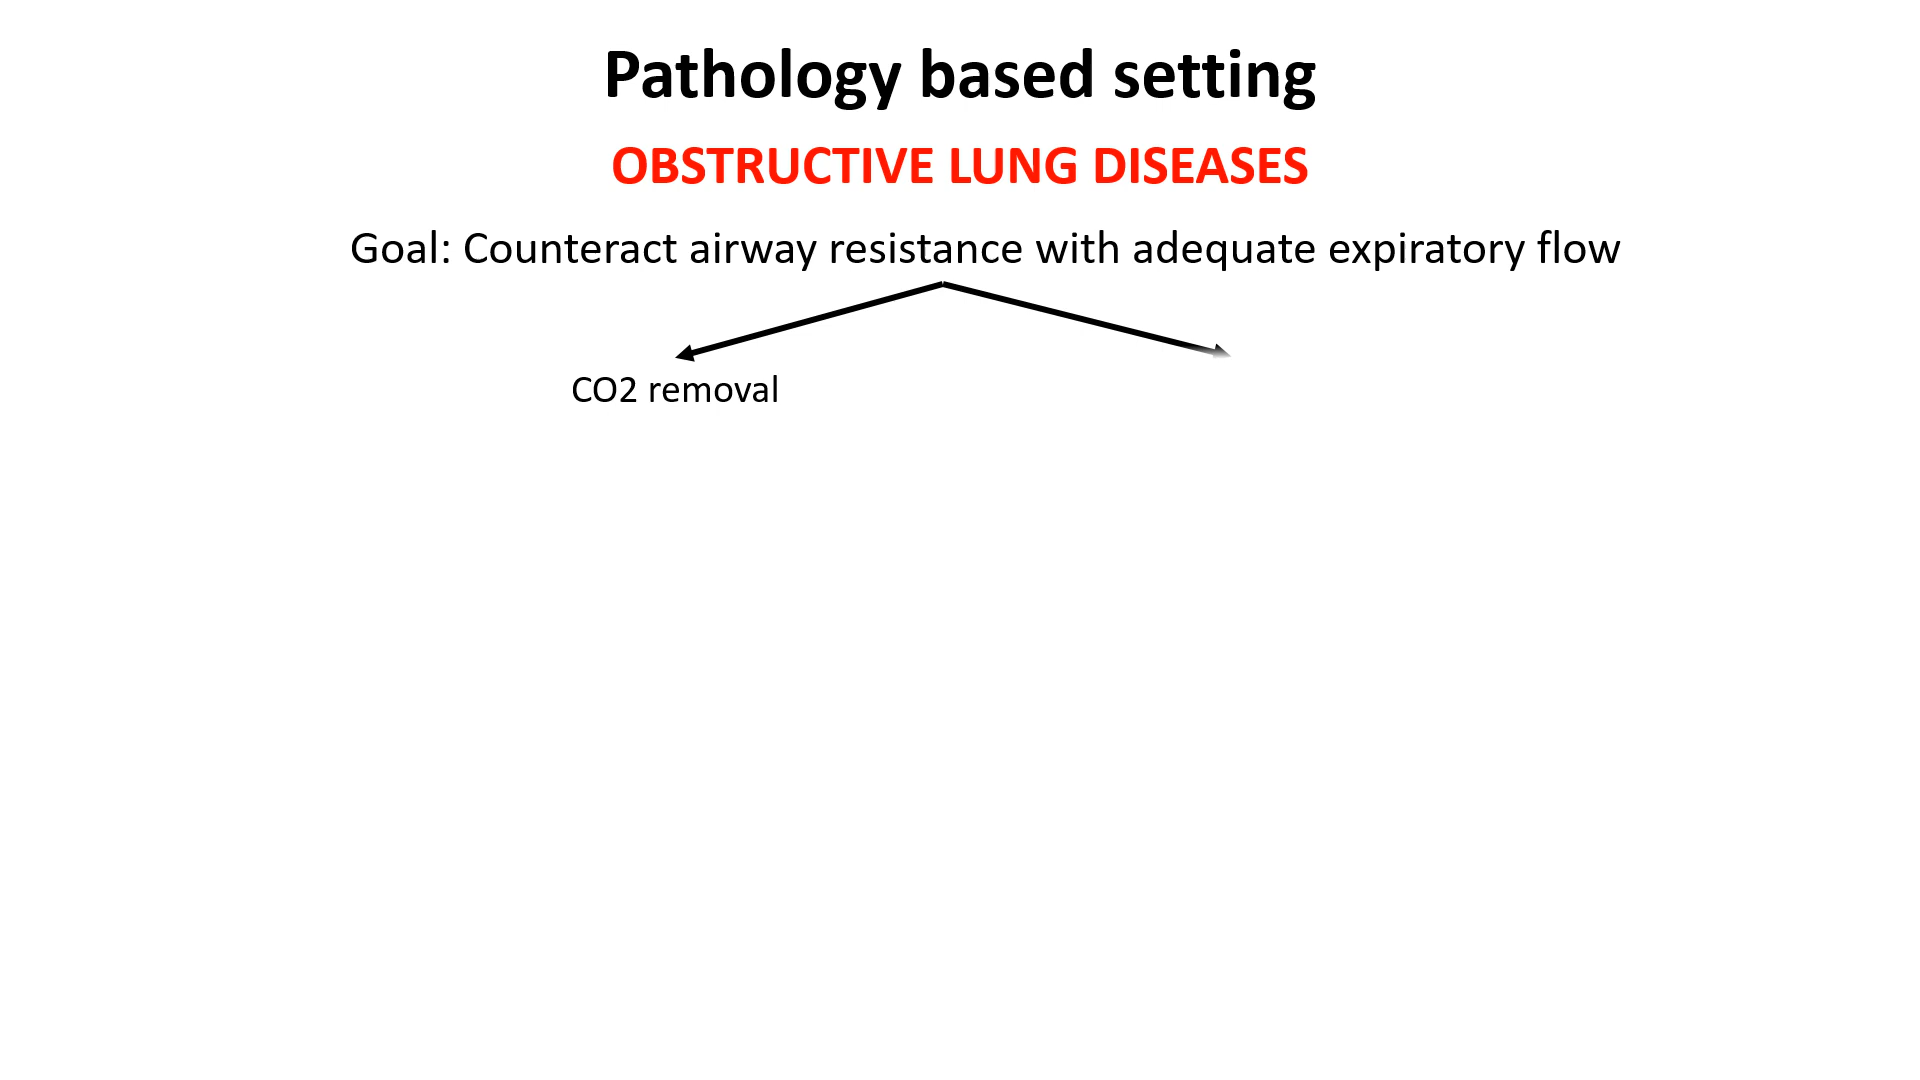 Pathology based setting
OBSTRUCTIVE LUNG DISEASES
Goal: Counteract airway resistance with adequate expiratory flow
CO2 removal